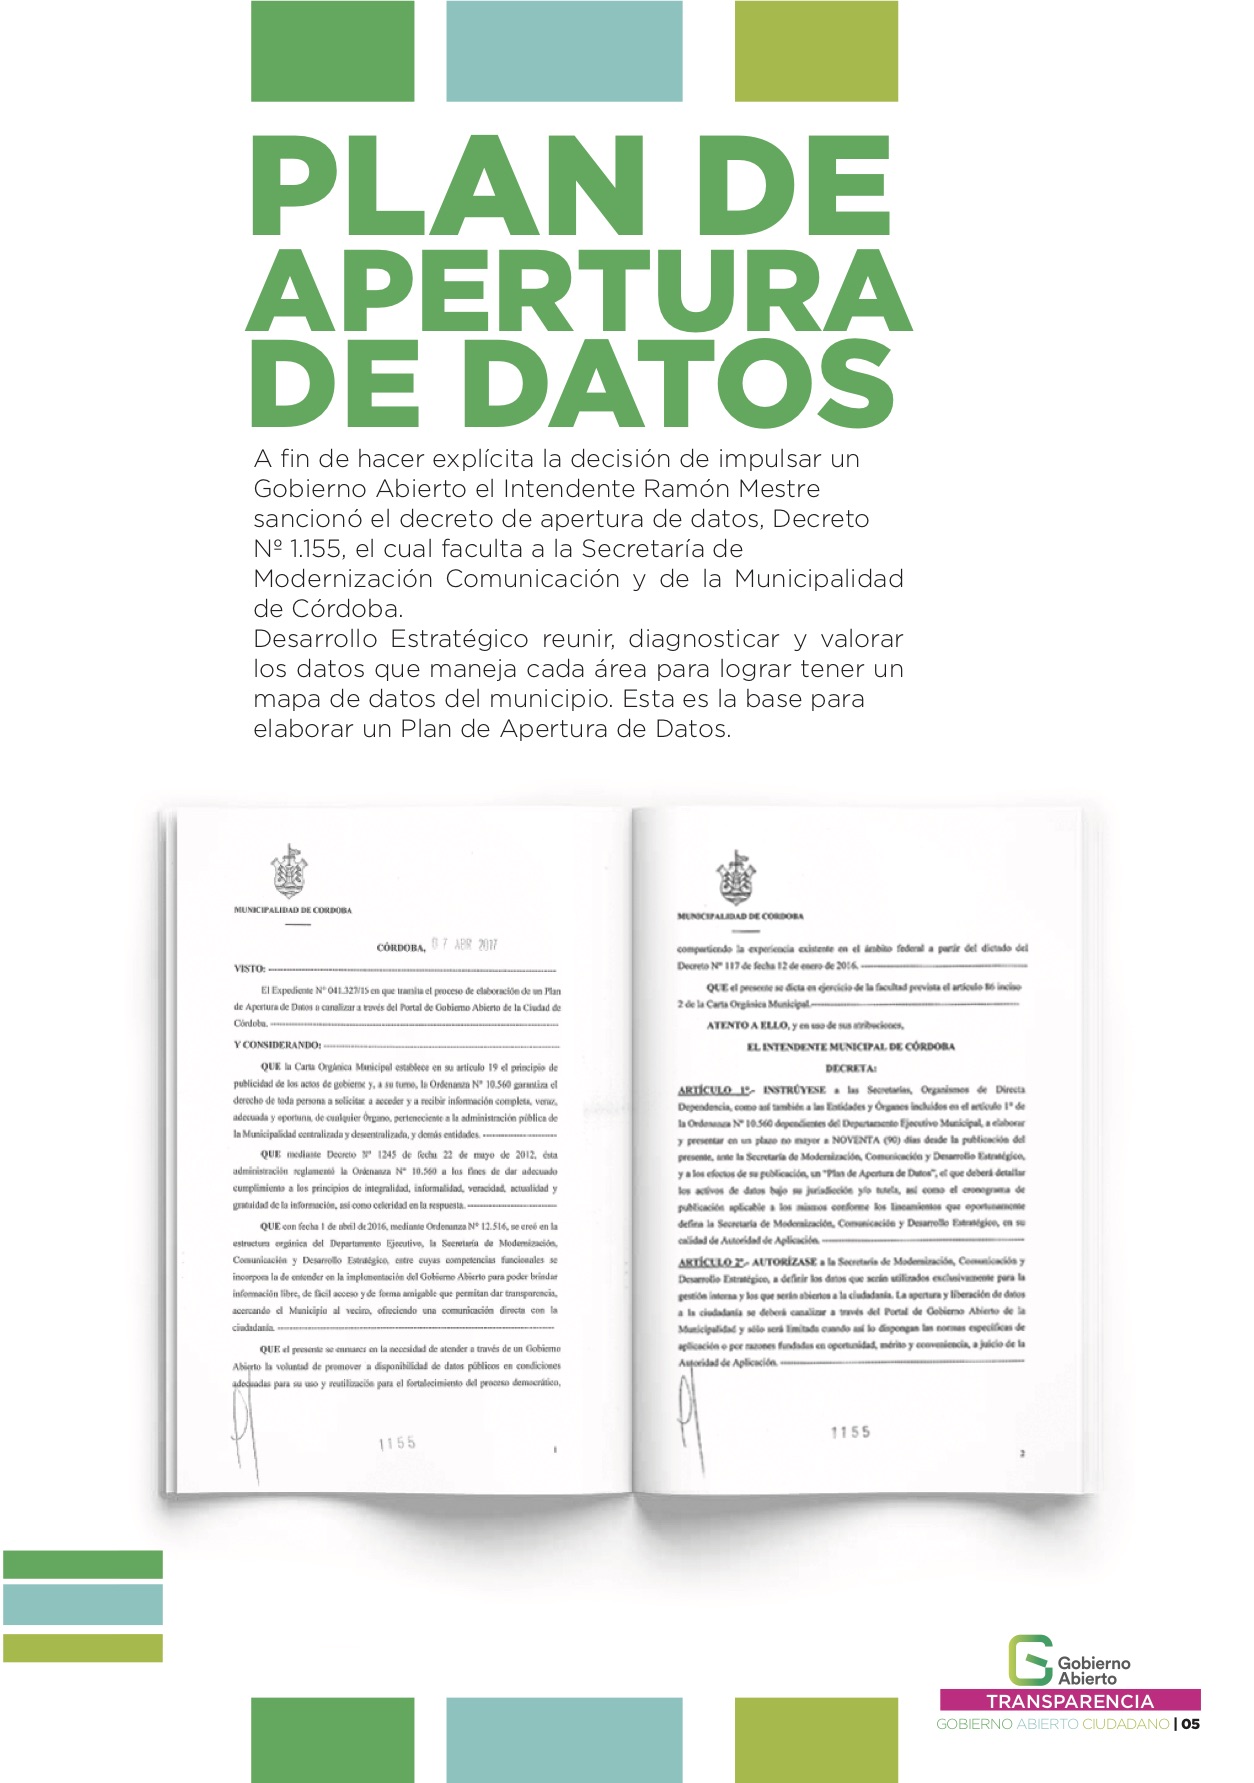 PLAN DE
APERTURA
DE DATOS
A fin de hacer explícita la decisión de impulsar un
Gobierno Abierto el Intendente Ramón Mestre
sancionó el decreto de apertura de datos, Decreto
Nº 1.155, el cual faculta a la Secretaría de
Modernización Comunicación y de la Municipalidad
de Córdoba.
Desarrollo Estratégico reunir, diagnosticar y valorar
los datos que maneja cada área para lograr tener un
mapa de datos del municipio. Esta es la base para
elaborar un Plan de Apertura de Datos.
MUNICIPALIDAD DE CORDOBA
CÓRDOBA, 07 ABR 2017
VISTO:
El Expediente Nº 041.327/15 en que tramita el proceso de elaboración de un Plan
de Apertura de Datos a canalizar a través del Portal de Gobierno Abierto de la Ciudad de
Córdoba.
Y CONSIDERANDO:
QUE la Carta Orgánica Municipal establece en su artículo 19 el principio de
publicidad de los actos de gobierno y, a su turno, la Ordenanza Nº 10.560 garantiza el
derecho de toda persona a solicitar a acceder y a recibir información completa, veraz,
adecuada y oportuna, de cualquier Órgano, perteneciente a la administración pública de
la Municipalidad centralizada y desentralizada, y demás entidades.
QUE mediante Decreto Nº 1245 de fecha 22 de mayo de 2012, ésta
administración reglamentó la Ordenanza Nº 10.560 a los fines de dar adecuado
cumplimiento a los principios de integralidad, informalidad, veracidad, actualidad y
gratuidad de la información, así como celeridad en la respuesta.
QUE con fecha 1 de abril de 2016, mediante Ordenanza Nº 12.516, se creó en la
estructura orgánica del Departamento Ejecutivo, la Secretaría de Modernización,
Comunicación y Desarrollo Estratégico, entre cuyas competencias funcionales se
incorpora la de entender en la implementación del Gobierno Abierto para poder brindar
información libre, de fácil acceso y de forma amigable que permitan dar transparencia,
acercando el Municipio al vecino, ofreciendo una comunicación directa con la
ciudadanía.
QUE el presente se enmarca en la necesidad de atender a través de un Gobierno
Abierto la voluntad de promover a disponibilidad de datos públicos en condiciones
adecuadas para su uso y reutilización para el fortalecimiento del proceso democrático,
1155
1
MUNICIPALIDAD DE CORDOBA
compartiendo la experiencia existente en el ámbito federal a partir del dictado del
Decreto Nº 117 de fecha 12 de enero de 2016.
QUE el presente se dicta en ejercicio de la facultad prevista el artículo 86 inciso
2 de la Carta Orgánica Municipal.
ATENTO A ELLO, y en uso de sus atribuciones,
EL INTENDENTE MUNICIPAL DE CÓRDOBA
DECRETA:
ARTÍCULO 1º.- INSTRÚYESE a las Secretarías, Organismos de Directa
Dependencia, como así también a las Entidades y Órganos incluidos en el artículo 1º de
la Ordenanza Nº 10.560 dependientes del Departamento Ejecutivo Municipal, a elaborar
y presentar en un plazo no mayor a NOVENTA (90) días desde la publicación del
presente, ante la Secretaría de Modernización, Comunicación y Desarrollo Estratégico,
y a los efectos de su publicación, un "Plan de Apertura de Datos", el que deberá detallar
los activos de datos bajo su jurisdicción y/o tutela, así como el cronograma de
publicación aplicable a los mismos conforme los lineamientos que oportunamente
defina la Secretaría de Modernización, Comunicación y Desarrollo Estratégico, en su
calidad de Autoridad de Aplicación.
ARTÍCULO 2º.- AUTORÍZASE a la Secretaría de Modernización, Comunicación y
Desarrollo Estratégico, a definir los datos que serán utilizados exclusivamente para la
gestión interna y los que serán abiertos a la ciudadanía. La apertura y liberación de datos
a la ciudadanía se deberá canalizar a través del Portal de Gobierno Abierto de la
Municipalidad y sólo será limitada cuando así lo dispongan las normas específicas de
aplicación o por razones fundadas en oportunidad, mérito y conveniencia, a juicio de la
Autoridad de Aplicación.
1155
2
Gobierno
Abierto
TRANSPARENCIA
GOBIERNO ABIERTO CIUDADANO | 05